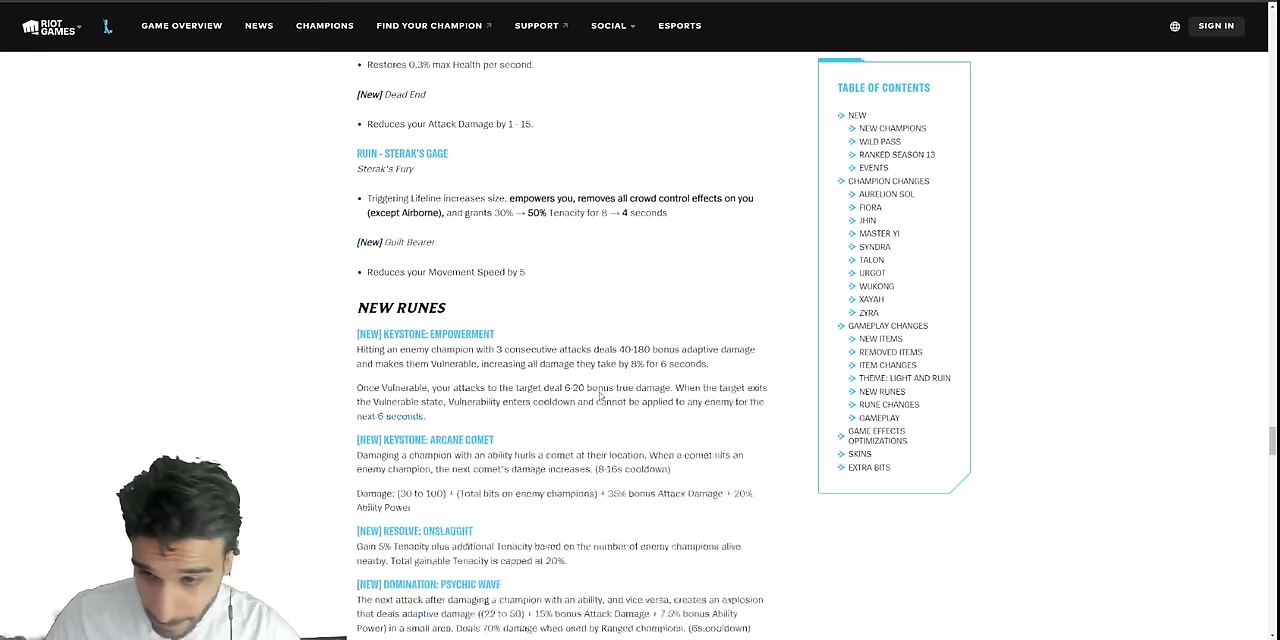 RIOT GAMES
GAME OVERVIEW
NEWS
CHAMPIONS
FIND YOUR CHAMPION
SUPPORT
SOCIAL
ESPORTS
SIGN IN
• Restores 0.3% max Health per second.
[New] Dead End
• Reduces your Attack Damage by 1 - 15.
RUIN - STERAK'S GAGE
Sterak's Fury
• Triggering Lifeline increases size, empowers you, removes all crowd control effects on you
(except Airborne), and grants 30% → 50% Tenacity for 8 → 4 seconds
[New] Guilt Bearer
• Reduces your Movement Speed by 5
NEW RUNES
[NEW] KEYSTONE: EMPOWERMENT
Hitting an enemy champion with 3 consecutive attacks deals 40-180 bonus adaptive damage
and makes them Vulnerable, increasing all damage they take by 8% for 6 seconds.
Once Vulnerable, your attacks to the target deal 6-20 bonus true damage. When the target exits
the Vulnerable state, Vulnerability enters cooldown and cannot be applied to any enemy for the
next 6 seconds.
[NEW] KEYSTONE: ARCANE COMET
Damaging a champion with an ability hurls a comet at their location. When a comet hits an
enemy champion, the next comet's damage increases. (8-16s cooldown)
Damage: (30 to 100) + (Total hits on enemy champions) + 35% bonus Attack Damage + 20%
Ability Power
[NEW] RESOLVE: ONSLAUGHT
Gain 5% Tenacity plus additional Tenacity based on the number of enemy champions alive
nearby. Total gainable Tenacity is capped at 20%.
[NEW] DOMINATION: PSYCHIC WAVE
The next attack after damaging a champion with an ability, and vice versa, creates an explosion
that deals adaptive damage ((22 to 50) + 15% bonus Attack Damage + 7.5% bonus Ability
Power) in a small area. Deals 70% damage when used by Ranged champions. (6s cooldown)
TABLE OF CONTENTS
NEW
NEW CHAMPIONS
WILD PASS
RANKED SEASON 13
EVENTS
CHAMPION CHANGES
AURELION SOL
FIORA
JHIN
MASTER YI
SYNDRA
TALON
URGOT
WUKONG
XAYAH
ZYRA
GAMEPLAY CHANGES
NEW ITEMS
REMOVED ITEMS
ITEM CHANGES
THEME: LIGHT AND RUIN
NEW RUNES
RUNE CHANGES
GAMEPLAY
GAME EFFECTS
OPTIMIZATIONS
SKINS
EXTRA BITS